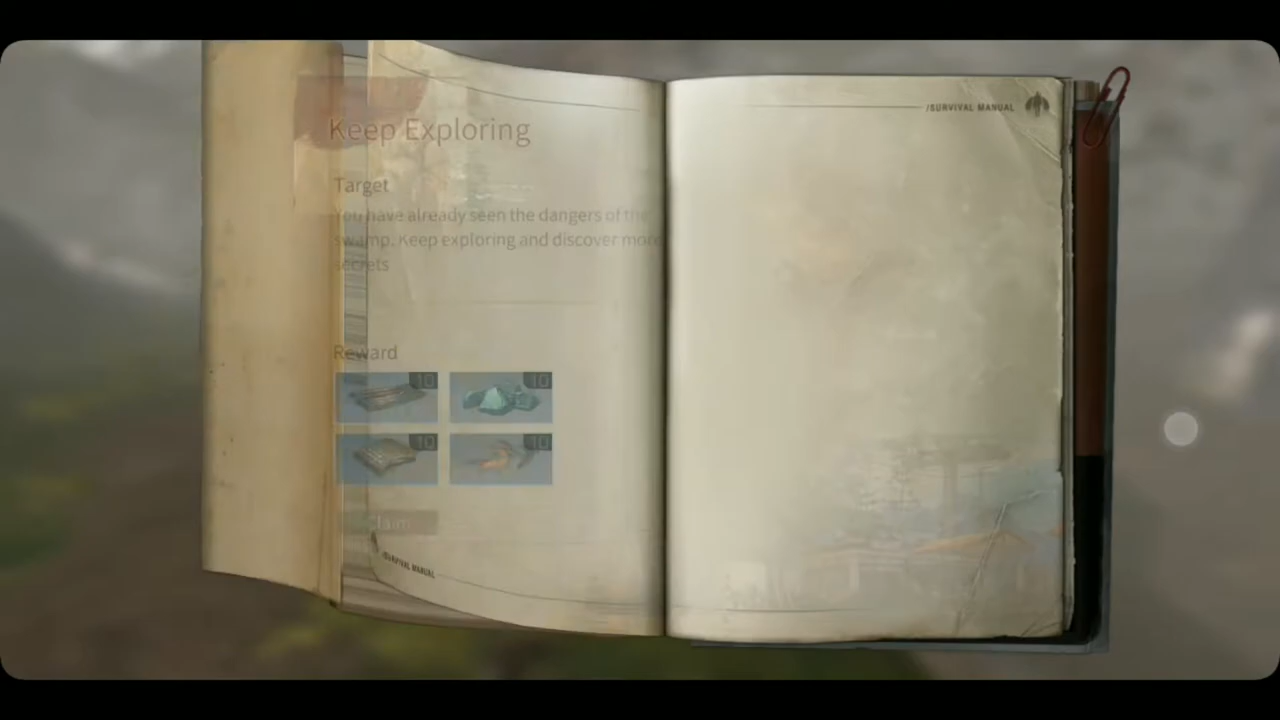 /SURVIVAL MANUAL
Keep Exploring
Target
You have already seen the dangers of the
swamp. Keep exploring and discover more
secrets
Reward
10
10
10
10
Claim
/SURVIVAL MANUAL